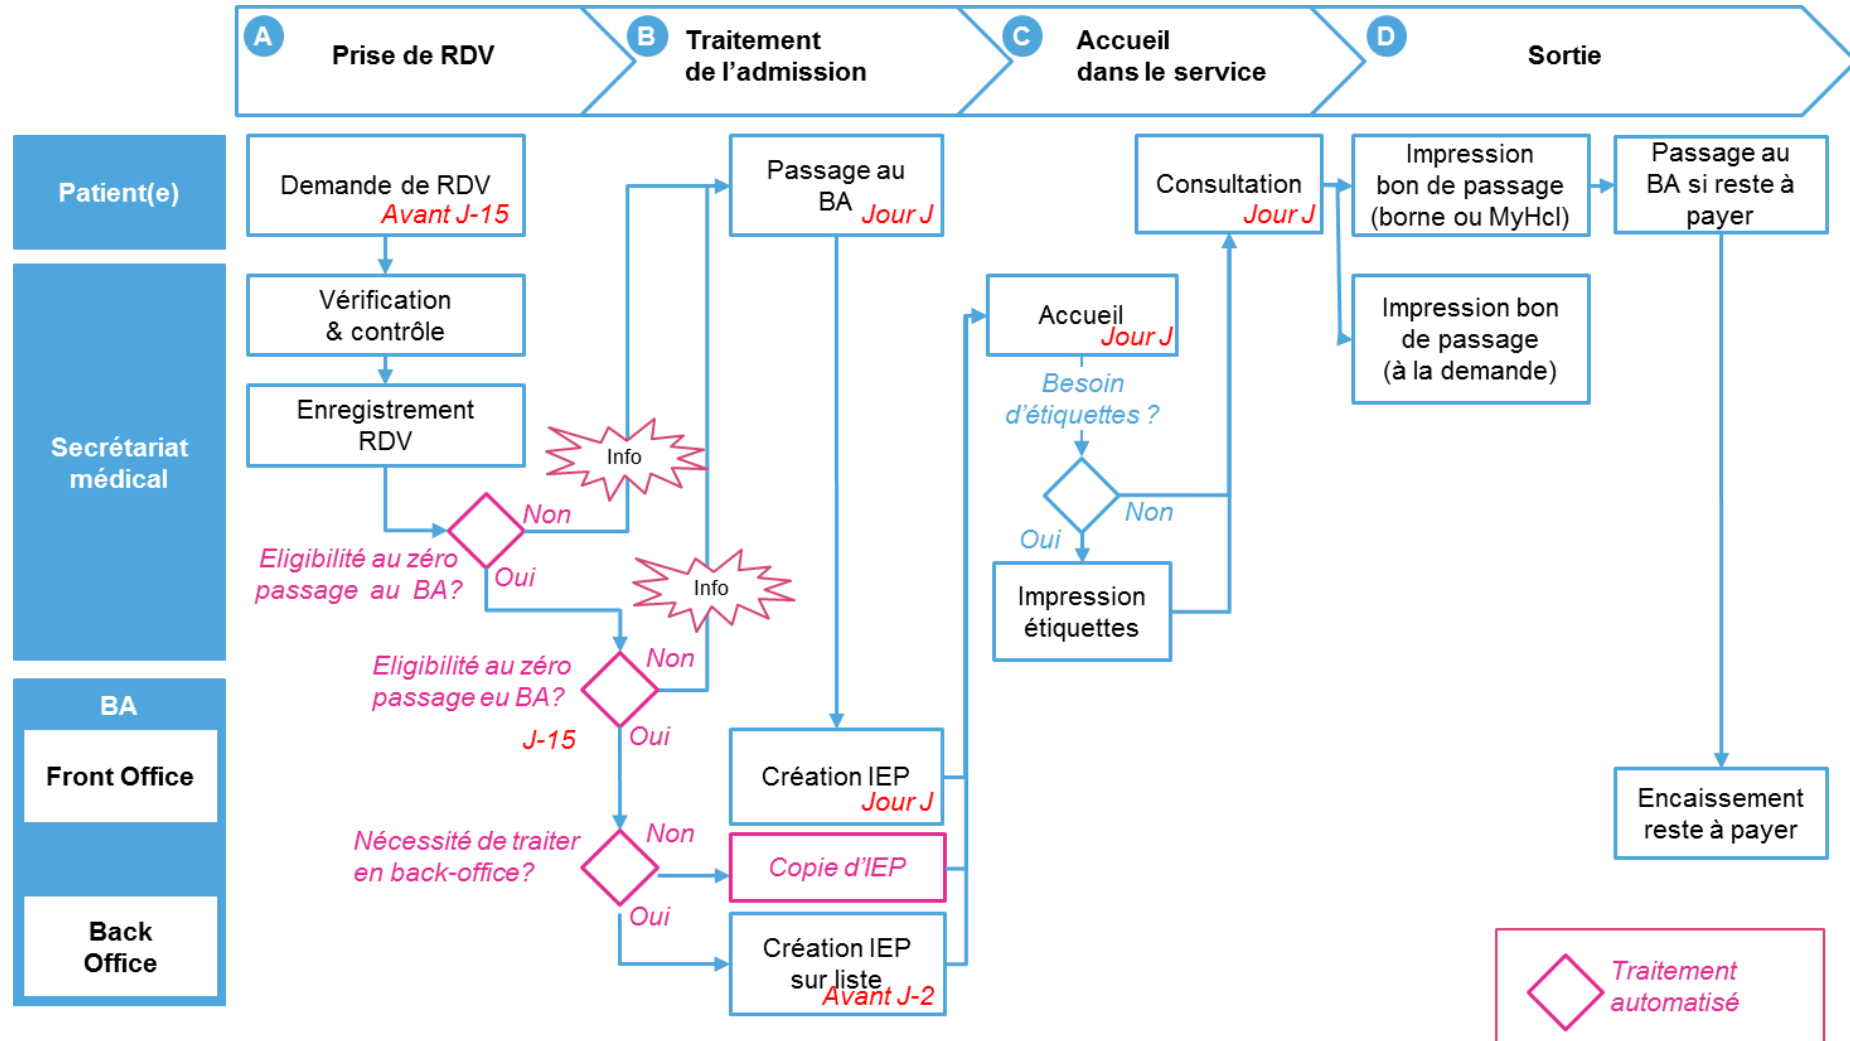 A
Prise de RDV
B
Traitement
de l'admission
C
Accueil
dans le service
D
Sortie
Patient(e)
Demande de RDV
Avant J-15
Passage au
BA
Jour J
Consultation
Jour J
Impression
bon de passage
(borne ou MyHcl)
Passage au
BA si reste à
payer
Secrétariat
médical
Vérification
& contrôle
Enregistrement
RDV
Info
Non
Eligibilité au zéro
passage au BA?
Oui
Info
Eligibilité au zéro
passage eu BA?
Non
J-15
Oui
Accueil
Jour J
Besoin
d'étiquettes ?
Non
Oui
Impression
étiquettes
Impression bon
de passage
(à la demande)
BA
Front Office
Back
Office
Création IEP
Jour J
Nécessité de traiter
en back-office?
Non
Oui
Copie d'IEP
Création IEP
sur liste
Avant J-2
Encaissement
reste à payer
Traitement
automatisé